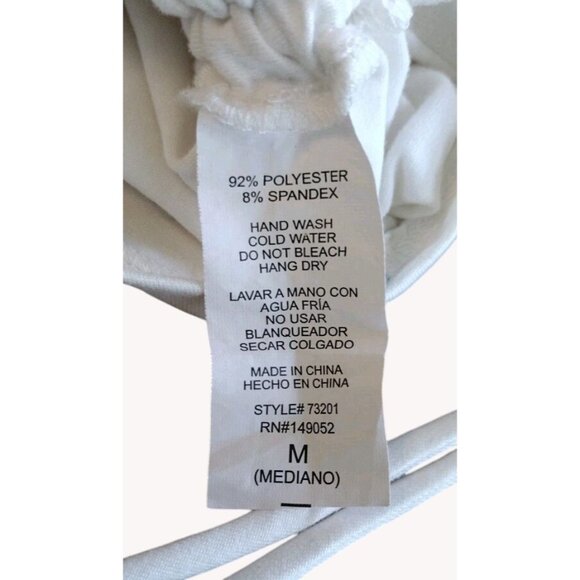 92% POLYESTER
8% SPANDEX
HAND WASH
COLD WATER
DO NOT BLEACH
HANG DRY
LAVAR A MANO CON
AGUA FRÍA
NO USAR
BLANQUEADOR
SECAR COLGADO
MADE IN CHINA
HECHO EN CHINA
STYLE# 73201
RN#149052
M
(MEDIANO)